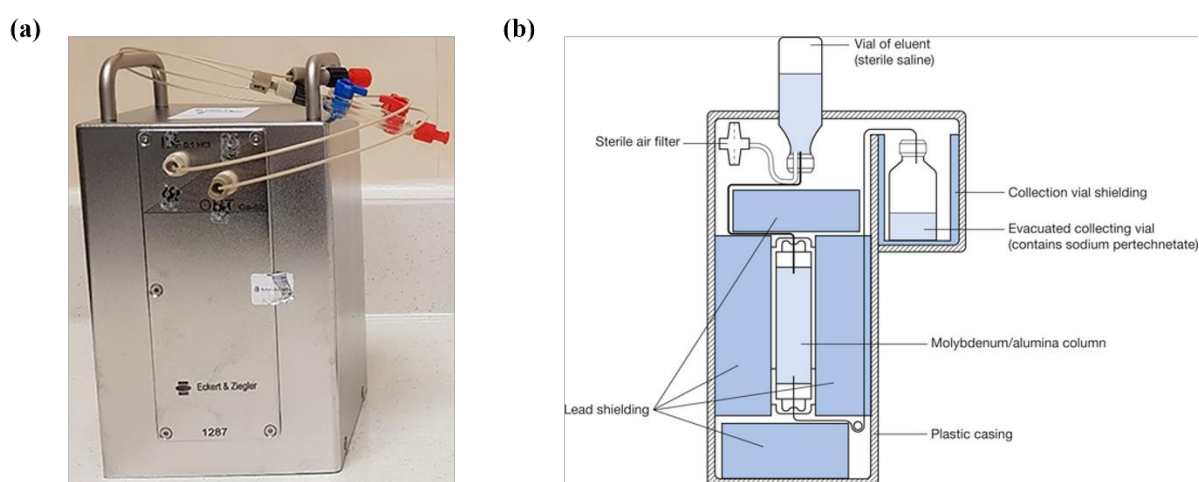 (a)
(b)
0.1 HCl
OUT Ga-68
Eckert & Ziegler
1287
Vial of eluent
(sterile saline)
Sterile air filter
Collection vial shielding
Evacuated collecting vial
(contains sodium pertechnetate)
Molybdenum/alumina column
Lead shielding
Plastic casing